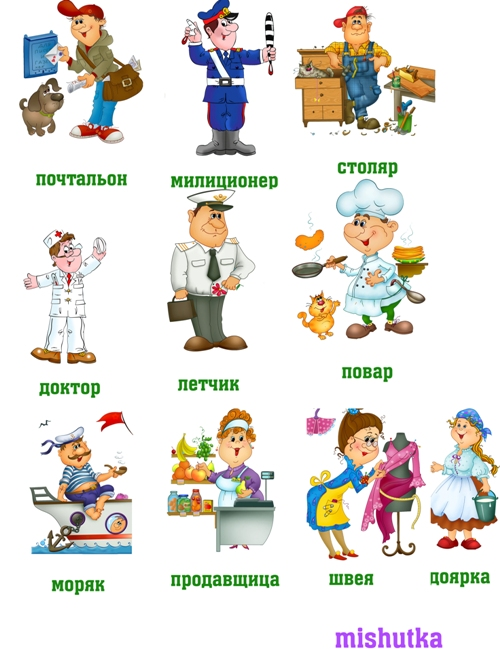 почтальон
милиционер
столяр
доктор
летчик
повар
моряк
продавщица
швея
доярка
mishutka